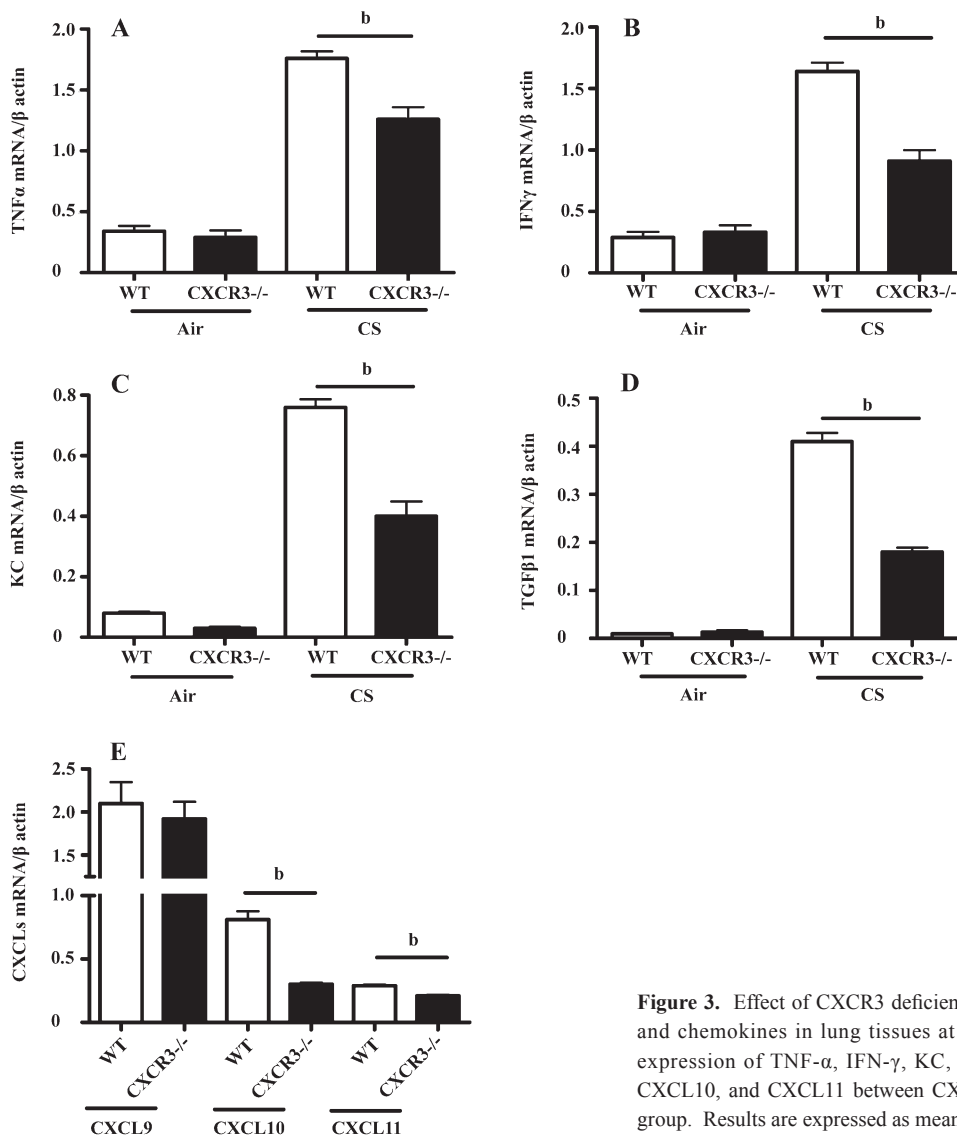 A
b
TNFα mRNA/β actin
2.0
1.5
1.0
0.5
0
WT CXCR3-/- WT CXCR3-/-
Air CS
B
b
IFNγ mRNA/β actin
2.0
1.5
1.0
0.5
0
WT CXCR3-/- WT CXCR3-/-
Air CS
C
b
KC mRNA/β actin
0.8
0.6
0.4
0.2
0
WT CXCR3-/- WT CXCR3-/-
Air CS
D
b
TGFβ1 mRNA/β actin
0.5
0.4
0.3
0.2
0.1
0
WT CXCR3-/- WT CXCR3-/-
Air CS
E
CXCLs mRNA/β actin
2.5
2.0
1.5
1.0
0.5
0
b
b
WT CXCR3-/- WT CXCR3-/- WT CXCR3-/-
CXCL9 CXCL10 CXCL11
Figure 3. Effect of CXCR3 deficien
and chemokines in lung tissues at
expression of TNF-α, IFN-γ, KC,
CXCL10, and CXCL11 between CX
group. Results are expressed as mean